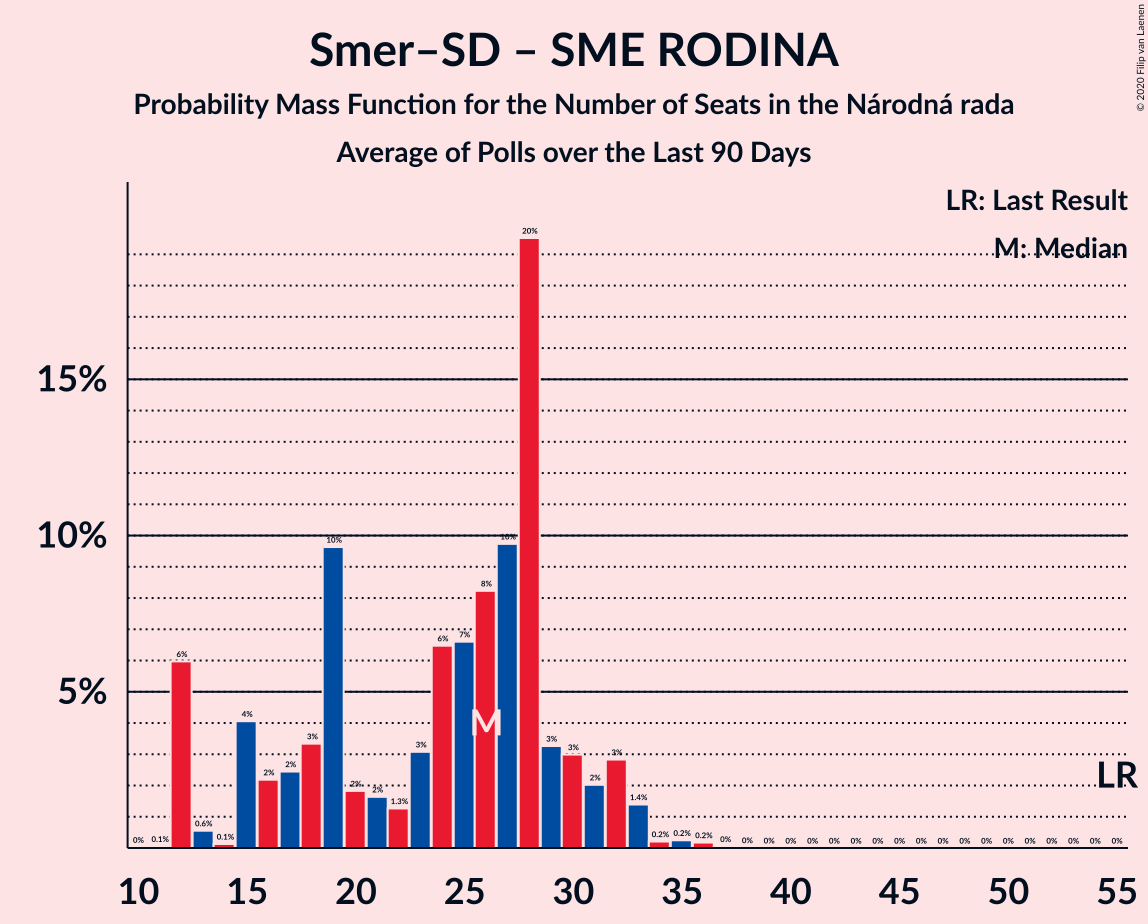 Smer–SD – SME RODINA
Probability Mass Function for the Number of Seats in the Národná rada
Average of Polls over the Last 90 Days
© 2020 Filip van Laenen
LR: Last Result
M: Median
15%
10%
5%
0% 0.1% 6% 0.6% 0.1% 4% 2% 2% 3% 10% 2% 2% 1.3% 3% 6% 7% 8% 10% 20% 3% 3% 2% 3% 1.4% 0.2% 0.2% 0.2% 0% 0% 0% 0% 0% 0% 0% 0% 0% 0% 0% 0% 0% 0% 0% 0% 0% 0% 0%
M
LR
10 15 20 25 30 35 40 45 50 55